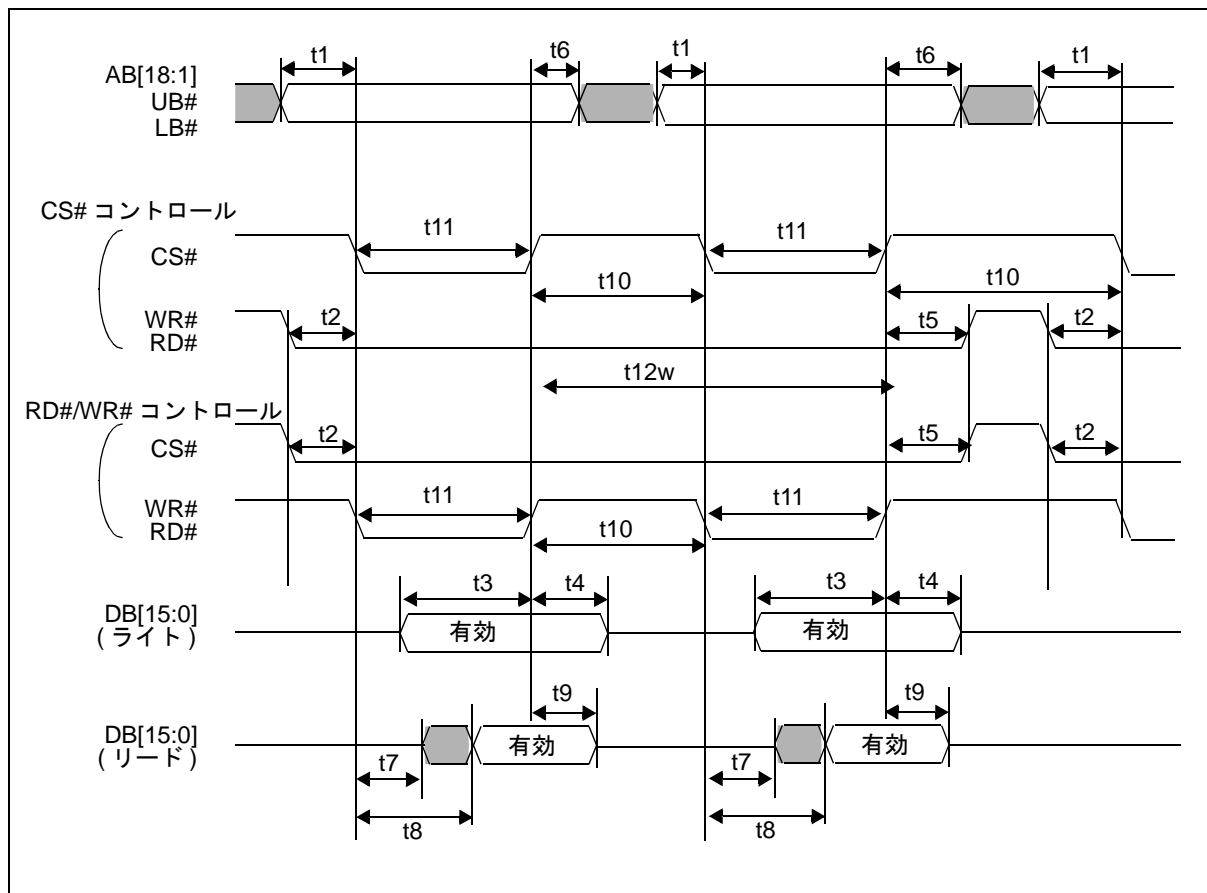 t1 t6 t1 t6 t1
AB[18:1]
UB#
LB#
CS# コントロール
CS#
t11 t11
t10 t10
WR#
RD#
t2 t5 t2
t12w
RD#/WR# コントロール
CS#
t2 t5 t2
WR#
RD#
t11 t11
t10
t3 t4 t3 t4
DB[15:0]
( ライト )
有効 有効
t9 t9
DB[15:0]
( リード )
有効 有効
t7 t7
t8 t8